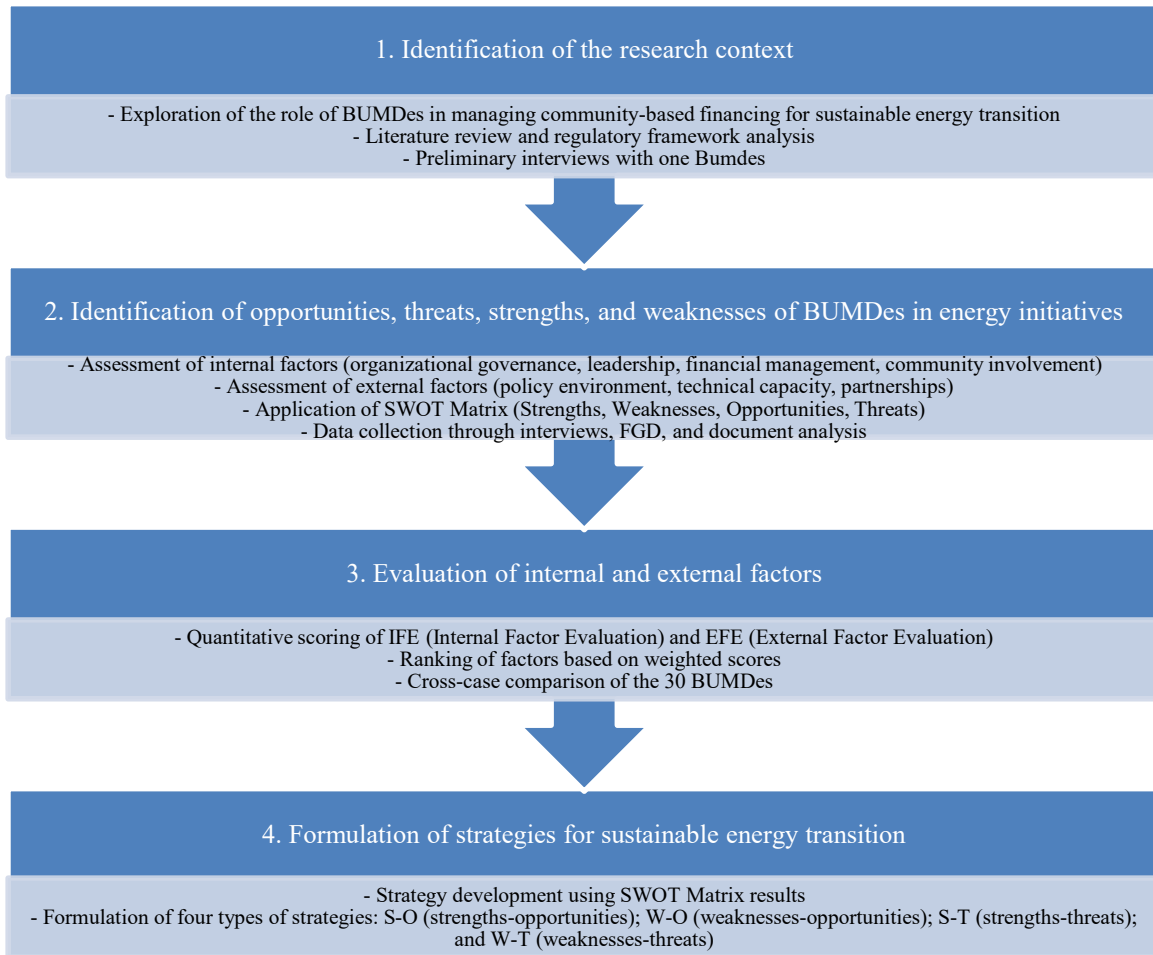 1. Identification of the research context
- Exploration of the role of BUMDes in managing community-based financing for sustainable energy transition
- Literature review and regulatory framework analysis
- Preliminary interviews with one Bumdes
2. Identification of opportunities, threats, strengths, and weaknesses of BUMDes in energy initiatives
- Assessment of internal factors (organizational governance, leadership, financial management, community involvement)
- Assessment of external factors (policy environment, technical capacity, partnerships)
- Application of SWOT Matrix (Strengths, Weaknesses, Opportunities, Threats)
- Data collection through interviews, FGD, and document analysis
3. Evaluation of internal and external factors
- Quantitative scoring of IFE (Internal Factor Evaluation) and EFE (External Factor Evaluation)
- Ranking of factors based on weighted scores
- Cross-case comparison of the 30 BUMDes
4. Formulation of strategies for sustainable energy transition
- Strategy development using SWOT Matrix results
- Formulation of four types of strategies: S-O (strengths-opportunities); W-O (weaknesses-opportunities); S-T (strengths-threats);
and W-T (weaknesses-threats)